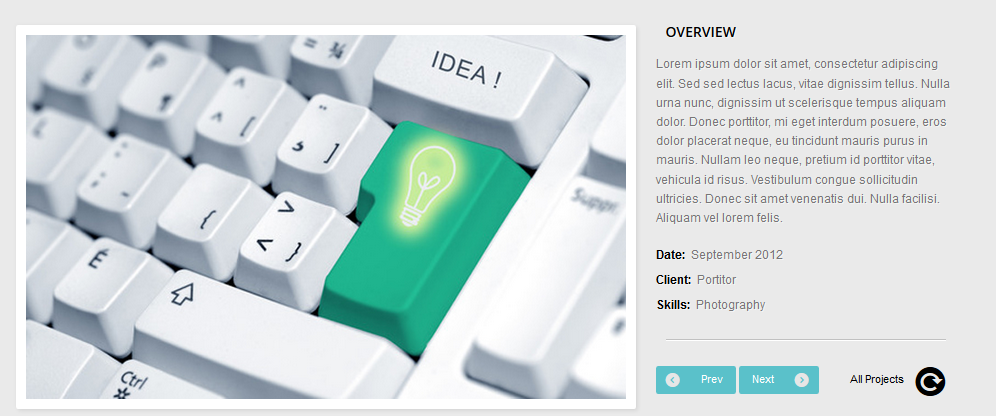 IDEA !
= ¾
[
¸ ]
{
>
< }
É
Suppr
Ctrl
*
OVERVIEW
Lorem ipsum dolor sit amet, consectetur adipiscing
elit. Sed sed lectus lacus, vitae dignissim tellus. Nulla
urna nunc, dignissim ut scelerisque tempus aliquam
dolor. Donec porttitor, mi eget interdum posuere, eros
dolor placerat neque, eu tincidunt mauris purus in
mauris. Nullam leo neque, pretium id porttitor vitae,
vehicula id risus. Vestibulum congue sollicitudin
ultricies. Donec sit amet venenatis dui. Nulla facilisi.
Aliquam vel lorem felis.
Date: September 2012
Client: Portitor
Skills: Photography
Prev Next All Projects